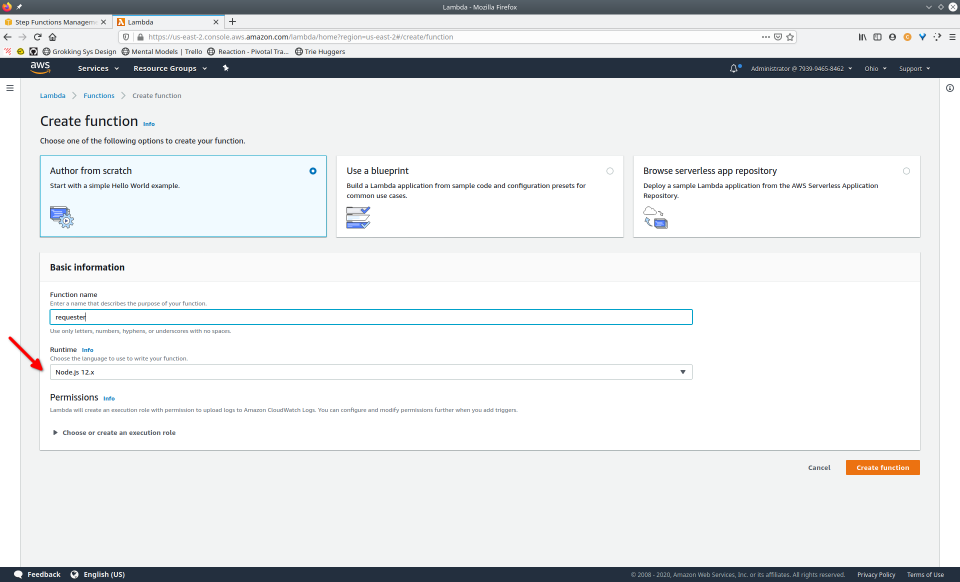 Lambda - Mozilla Firefox
Step Functions Managem
Lambda
https://us-east-2.console.aws.amazon.com/lambda/home?region=us-east-2#/create/function
Grokking Sys Design
Mental Models | Trello
Reaction - Pivotal Tra...
Trie Huggers
aws
Services
Resource Groups
Administrator @ 7939-9465-8462
Ohio
Support
Lambda
Functions
Create function
Create function Info
Choose one of the following options to create your function.
Author from scratch
Start with a simple Hello World example.
Use a blueprint
Build a Lambda application from sample code and configuration presets for
common use cases.
Browse serverless app repository
Deploy a sample Lambda application from the AWS Serverless Application
Repository.
Basic information
Function name
Enter a name that describes the purpose of your function.
requester
Use only letters, numbers, hyphens, or underscores with no spaces.
Runtime Info
Choose the language to use to write your function.
Node.js 12.x
Permissions Info
Lambda will create an execution role with permission to upload logs to Amazon CloudWatch Logs. You can configure and modify permissions further when you add triggers.
Choose or create an execution role
Cancel
Create function
Feedback
English (US)
© 2008 - 2020, Amazon Web Services, Inc. or its affiliates. All rights reserved.
Privacy Policy
Terms of Use